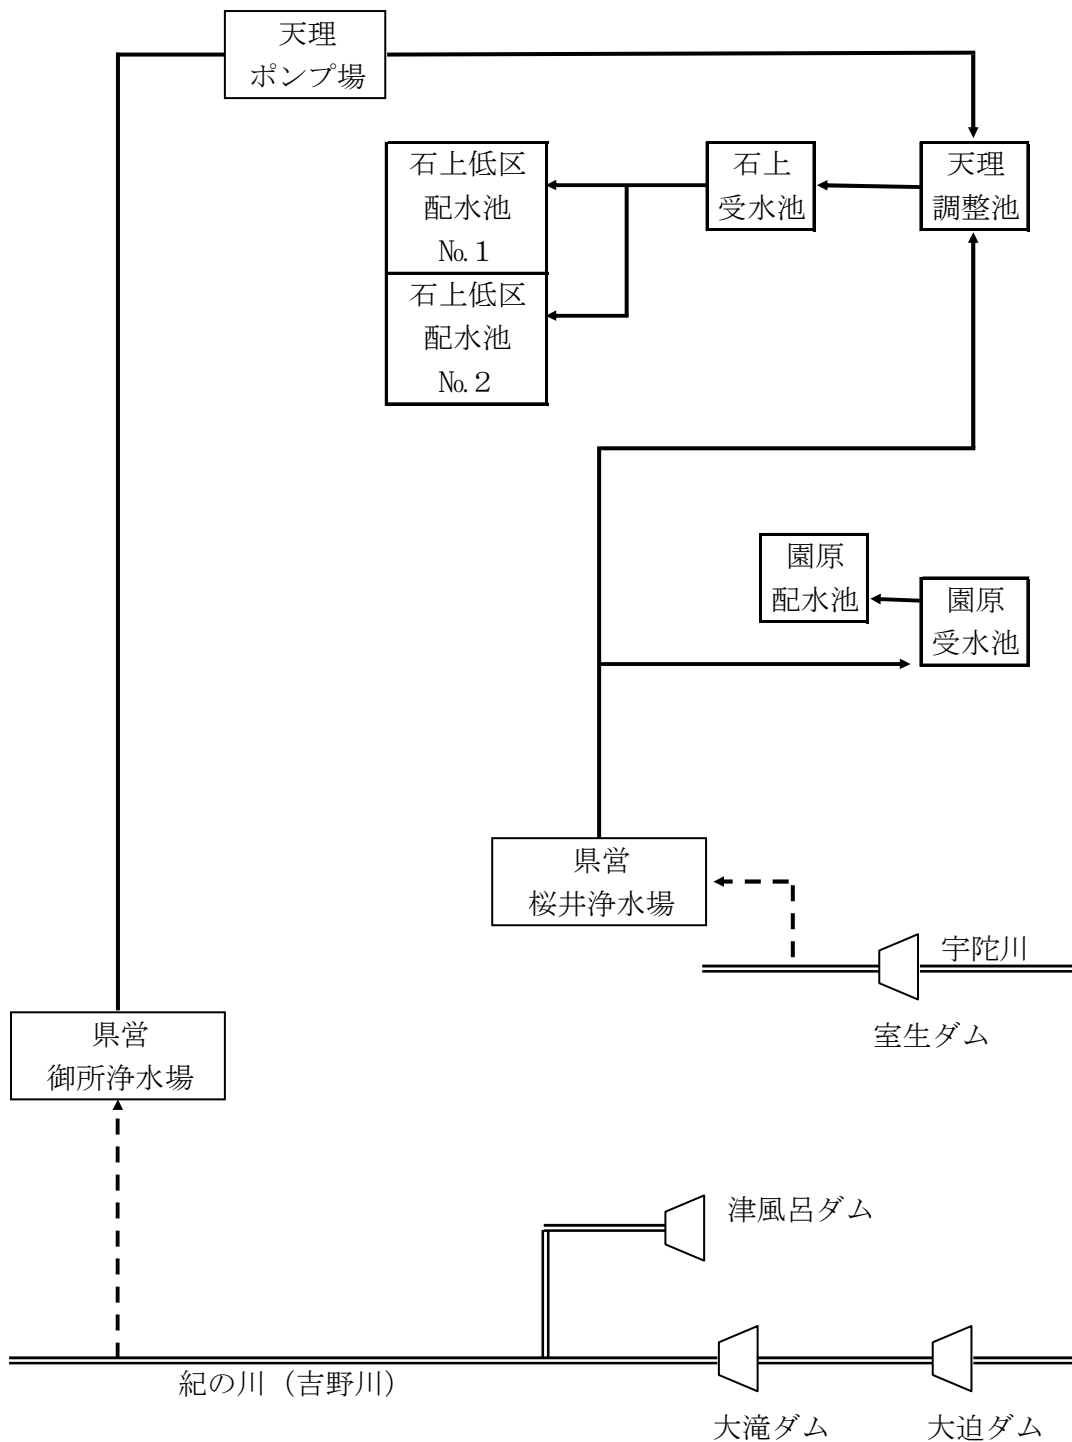 天理
ポンプ場
石上低区
配水池
№１
石上
受水池
天理
調整池
石上低区
配水池
№２
園原
配水池
園原
受水池
県営
桜井浄水場
宇陀川
室生ダム
県営
御所浄水場
津風呂ダム
紀の川（吉野川）
大滝ダム
大迫ダム